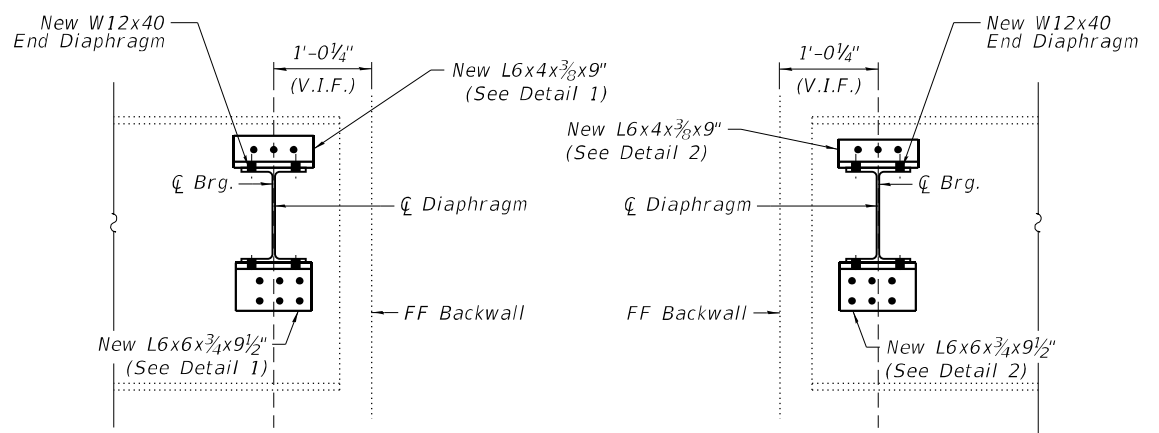 New W12x40
End Diaphragm
1'-0¼"
(V.I.F.)
New L6x4x⅜x9"
(See Detail 1)
℄ Brg.
℄ Diaphragm
FF Backwall
New L6x6x¾x9½"
(See Detail 1)
New W12x40
End Diaphragm
1'-0¼"
(V.I.F.)
New L6x4x⅜x9"
(See Detail 2)
℄ Brg.
℄ Diaphragm
FF Backwall
New L6x6x¾x9½"
(See Detail 2)